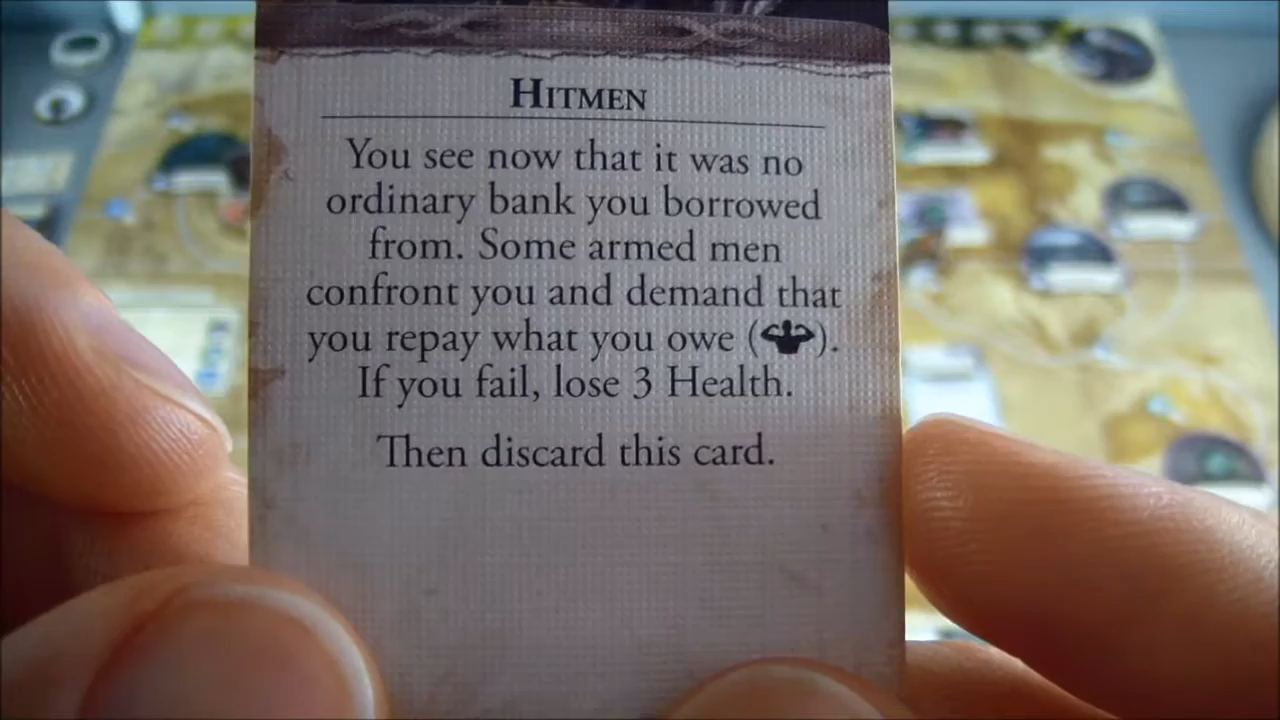 HITMEN
You see now that it was no
ordinary bank you borrowed
from. Some armed men
confront you and demand that
you repay what you owe ( ).
If you fail, lose 3 Health.
Then discard this card.